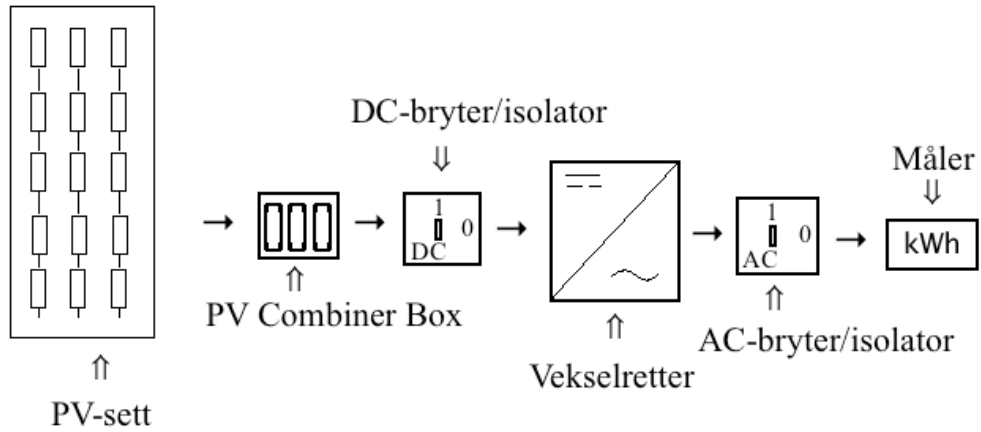 DC-bryter/isolator
Måler
1
0
DC
1
0
AC
kWh
PV Combiner Box
AC-bryter/isolator
Vekselretter
PV-sett